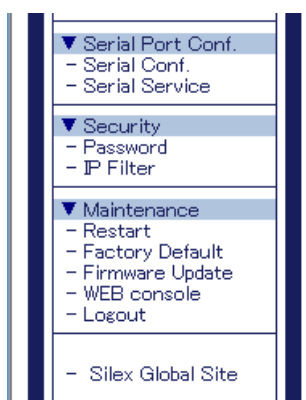 ▼ Serial Port Conf.
- Serial Conf.
- Serial Service
▼ Security
- Password
- IP Filter
▼ Maintenance
- Restart
- Factory Default
- Firmware Update
- WEB console
- Logout
- Silex Global Site